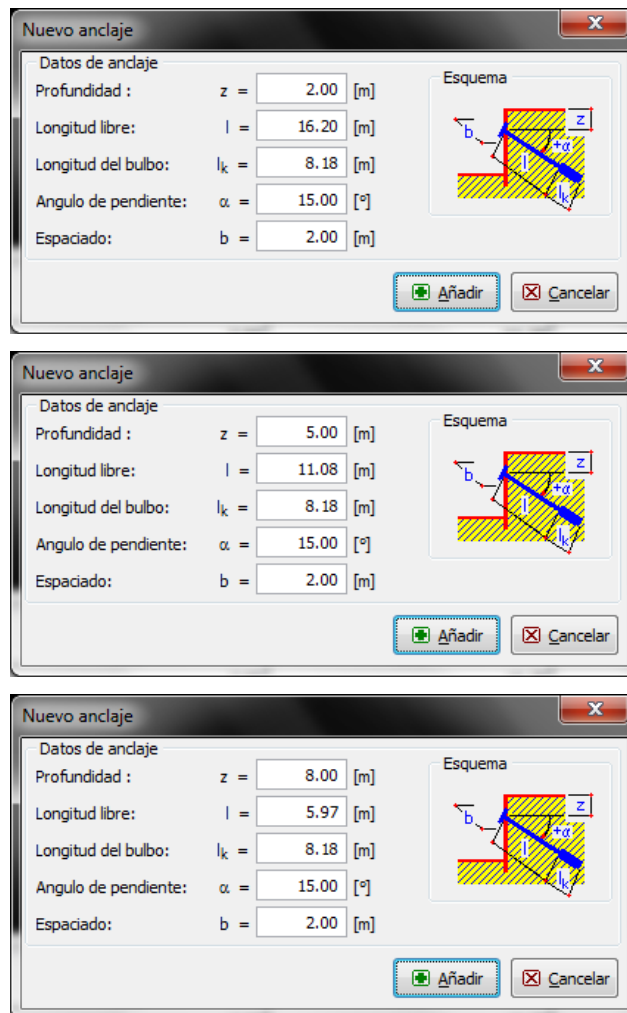 Nuevo anclaje
Datos de anclaje
Profundidad : z = 2.00 [m]
Longitud libre: l = 16.20 [m]
Longitud del bulbo: lk = 8.18 [m]
Angulo de pendiente: α = 15.00 [°]
Espaciado: b = 2.00 [m]
Esquema
z
b
+α
l
lk
Añadir Cancelar
Nuevo anclaje
Datos de anclaje
Profundidad : z = 5.00 [m]
Longitud libre: l = 11.08 [m]
Longitud del bulbo: lk = 8.18 [m]
Angulo de pendiente: α = 15.00 [°]
Espaciado: b = 2.00 [m]
Esquema
z
b
+α
l
lk
Añadir Cancelar
Nuevo anclaje
Datos de anclaje
Profundidad : z = 8.00 [m]
Longitud libre: l = 5.97 [m]
Longitud del bulbo: lk = 8.18 [m]
Angulo de pendiente: α = 15.00 [°]
Espaciado: b = 2.00 [m]
Esquema
z
b
+α
l
lk
Añadir Cancelar